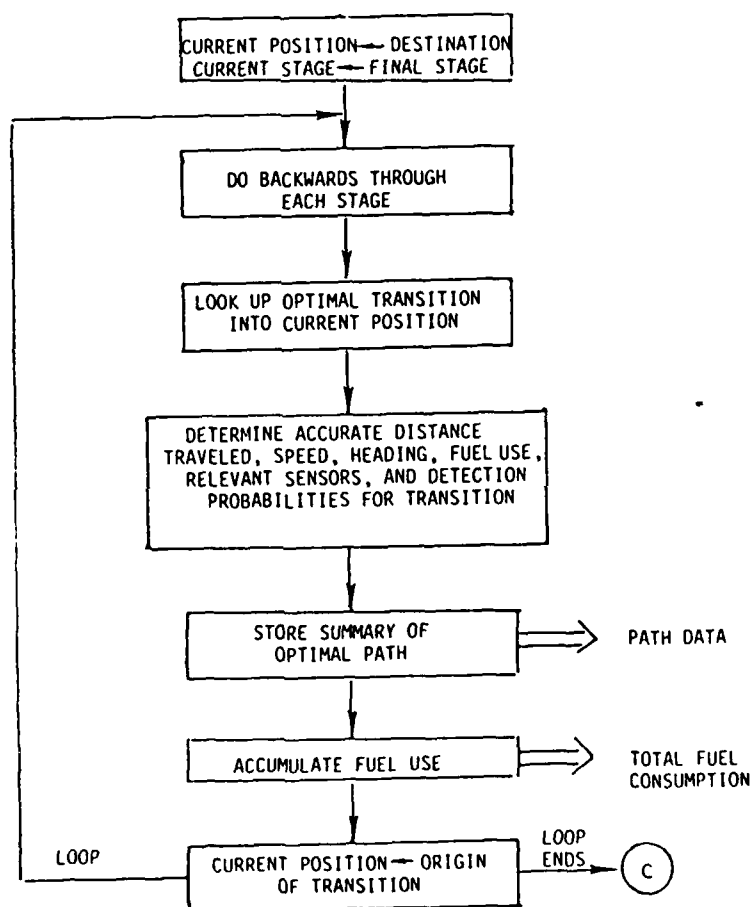 CURRENT POSITION←DESTINATION
CURRENT STAGE←FINAL STAGE
DO BACKWARDS THROUGH
EACH STAGE
LOOK UP OPTIMAL TRANSITION
INTO CURRENT POSITION
DETERMINE ACCURATE DISTANCE
TRAVELED, SPEED, HEADING, FUEL USE,
RELEVANT SENSORS, AND DETECTION
PROBABILITIES FOR TRANSITION
STORE SUMMARY OF
OPTIMAL PATH
PATH DATA
ACCUMULATE FUEL USE
TOTAL FUEL
CONSUMPTION
LOOP
CURRENT POSITION←ORIGIN
OF TRANSITION
LOOP
ENDS
C